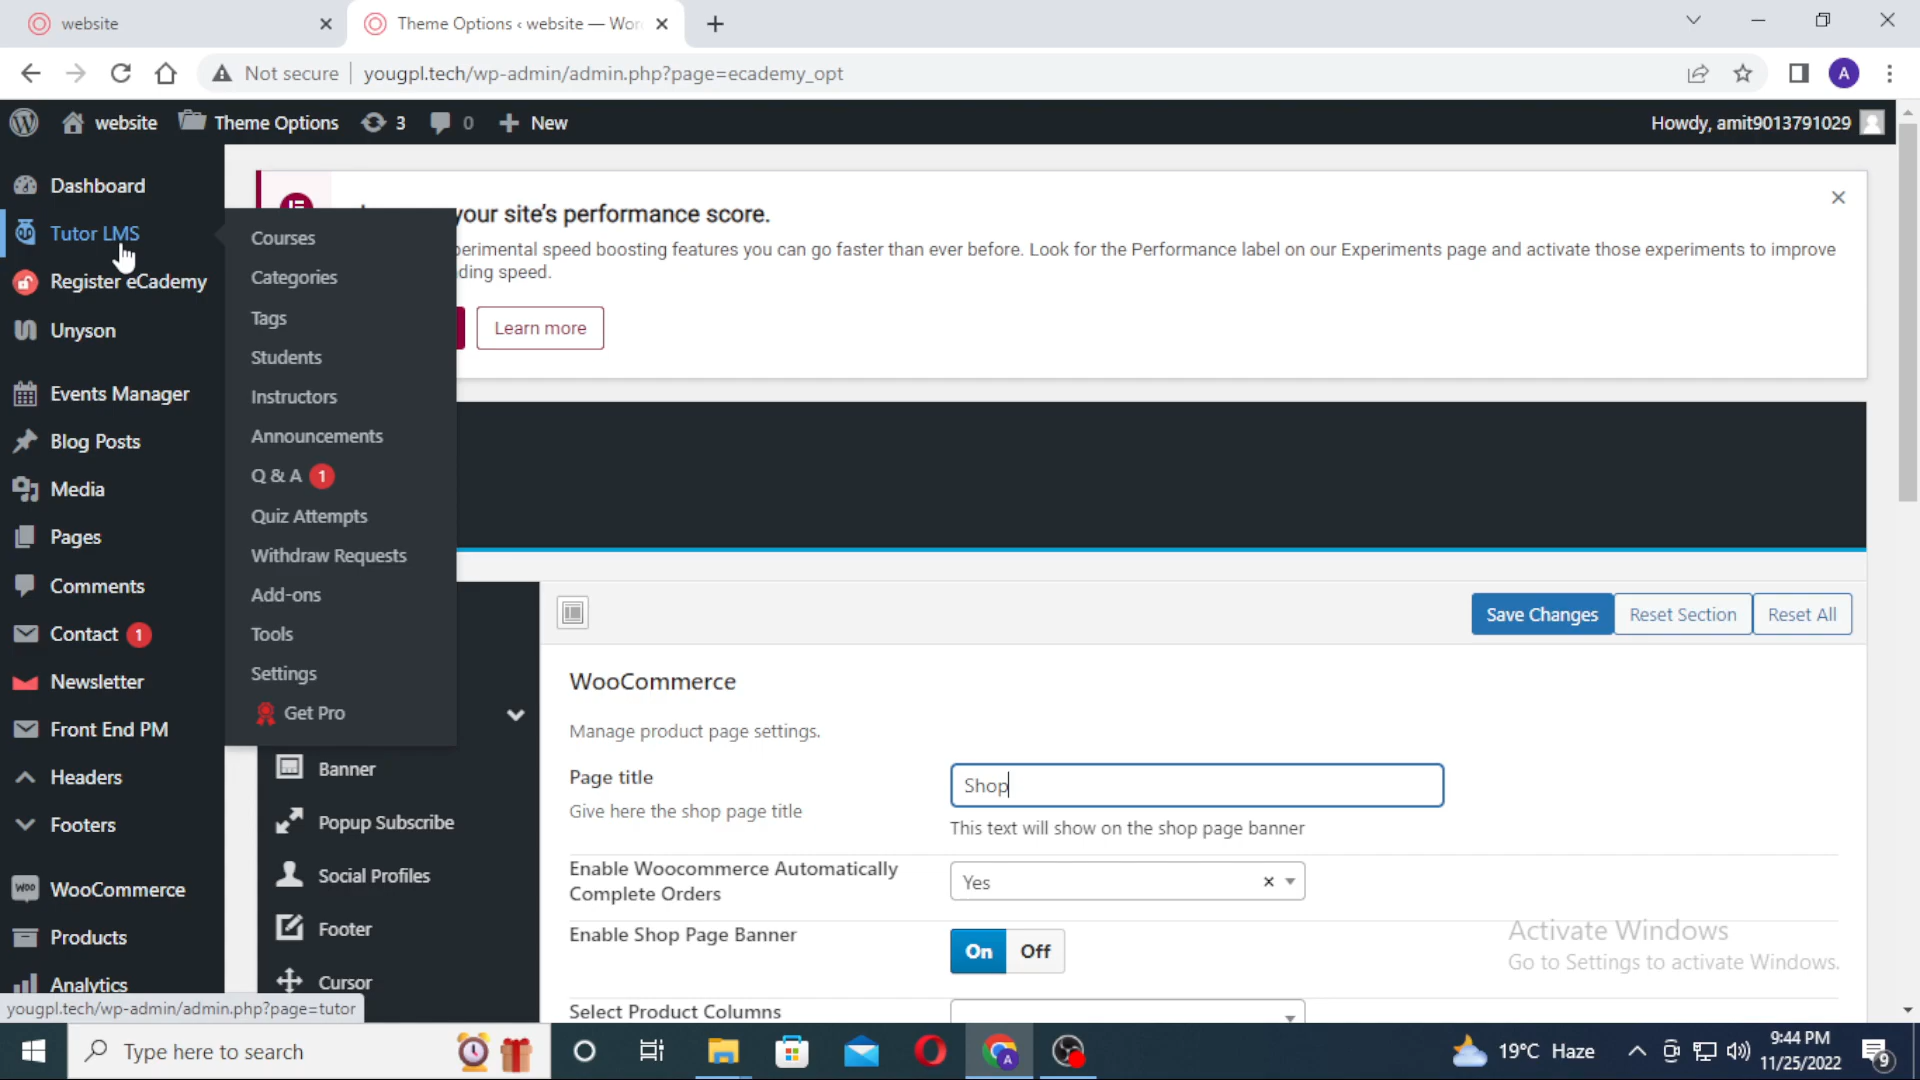 website
Theme Options ‹ website — Wor
Not secure
yougpl.tech/wp-admin/admin.php?page=ecademy_opt
A
website
Theme Options
3
0
New
Howdy, amit9013791029
Dashboard
Tutor LMS
Register eCademy
Unyson
Events Manager
Blog Posts
Media
Pages
Comments
Contact 1
Newsletter
Front End PM
Headers
Footers
WooCommerce
Products
Analytics
Courses
Categories
Tags
Students
Instructors
Announcements
Q & A 1
Quiz Attempts
Withdraw Requests
Add-ons
Tools
Settings
Get Pro
your site's performance score.
perimental speed boosting features you can go faster than ever before. Look for the Performance label on our Experiments page and activate those experiments to improve
ding speed.
Learn more
Banner
Popup Subscribe
Social Profiles
Footer
Cursor
Save Changes
Reset Section
Reset All
WooCommerce
Manage product page settings.
Page title
Give here the shop page title
Shop
This text will show on the shop page banner
Enable Woocommerce Automatically
Complete Orders
Yes
Enable Shop Page Banner
On
Off
Select Product Columns
Activate Windows
Go to Settings to activate Windows.
yougpl.tech/wp-admin/admin.php?page=tutor
Type here to search
A
19°C Haze
9:44 PM
11/25/2022
9